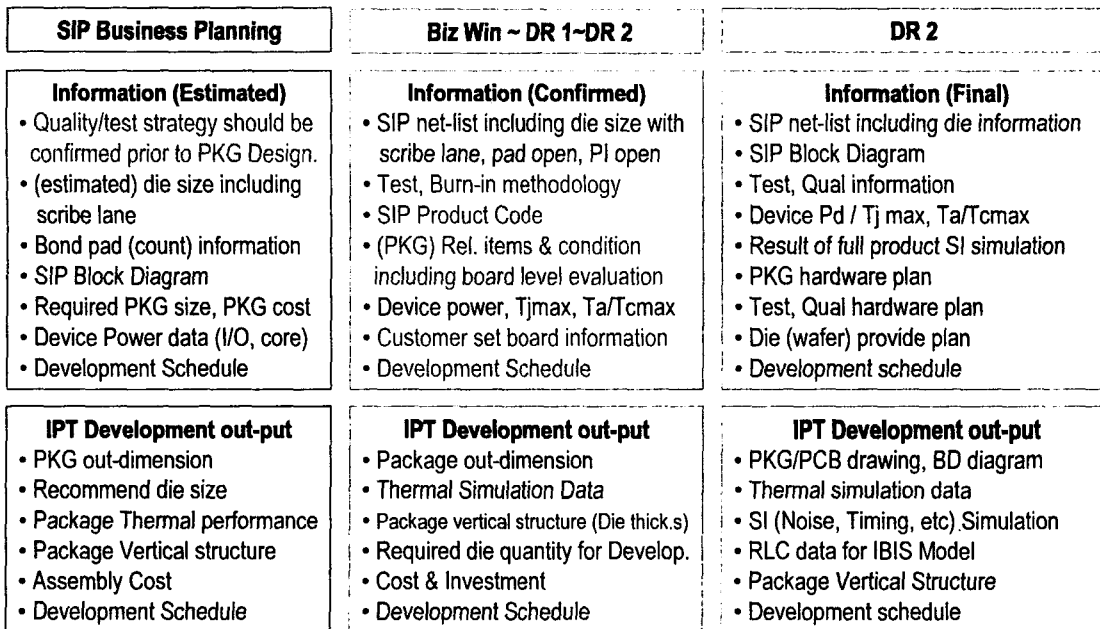 SIP Business Planning
Information (Estimated)
• Quality/test strategy should be
confirmed prior to PKG Design.
• (estimated) die size including
scribe lane
• Bond pad (count) information
• SIP Block Diagram
• Required PKG size, PKG cost
• Device Power data (I/O, core)
• Development Schedule
IPT Development out-put
• PKG out-dimension
• Recommend die size
• Package Thermal performance
• Package Vertical structure
• Assembly Cost
• Development Schedule
Biz Win ~ DR 1~DR 2
Information (Confirmed)
• SIP net-list including die size with
scribe lane, pad open, PI open
• Test, Burn-in methodology
• SIP Product Code
• (PKG) Rel. items & condition
including board level evaluation
• Device power, Tjmax, Ta/Tcmax
• Customer set board information
• Development Schedule
IPT Development out-put
• Package out-dimension
• Thermal Simulation Data
• Package vertical structure (Die thick.s)
• Required die quantity for Develop.
• Cost & Investment
• Development Schedule
DR 2
Information (Final)
• SIP net-list including die information
• SIP Block Diagram
• Test, Qual information
• Device Pd / Tj max, Ta/Tcmax
• Result of full product SI simulation
• PKG hardware plan
• Test, Qual hardware plan
• Die (wafer) provide plan
• Development schedule
IPT Development out-put
• PKG/PCB drawing, BD diagram
• Thermal simulation data
• SI (Noise, Timing, etc).Simulation
• RLC data for IBIS Model
• Package Vertical Structure
• Development schedule